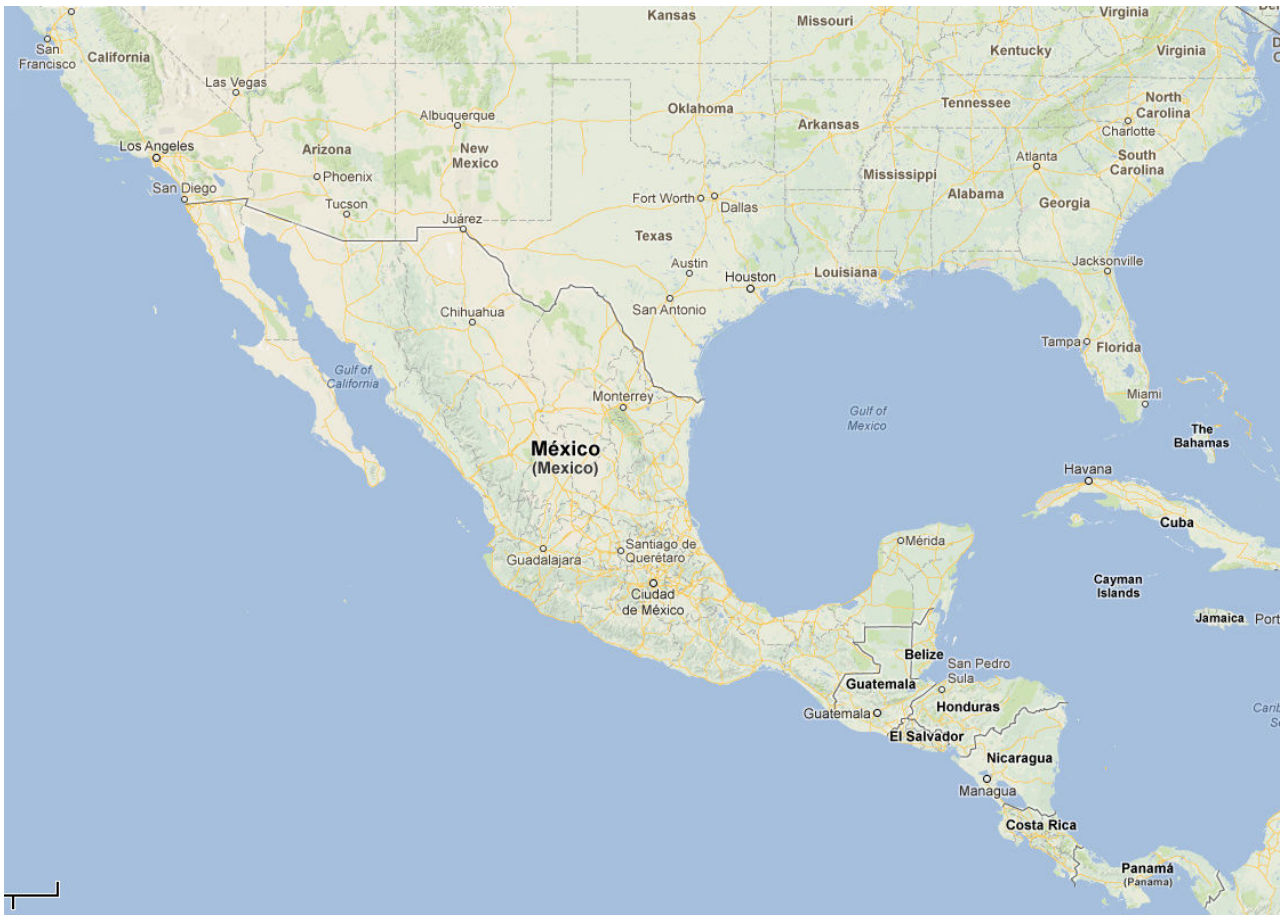 Kansas
Missouri
Virginia
San
Francisco
California
Kentucky
Virginia
Las Vegas
Albuquerque
Oklahoma
Tennessee
North
Carolina
Arkansas
Charlotte
Los Angeles
Arizona
New
Mexico
Atlanta
South
Carolina
Mississippi
Alabama
Phoenix
San Diego
Fort Worth
Dallas
Georgia
Tucson
Juárez
Texas
Austin
Houston
Louisiana
Jacksonville
San Antonio
Chihuahua
Tampa
Florida
Gulf of
California
Monterrey
Miami
Gulf of
Mexico
The
Bahamas
México
(Mexico)
Havana
Cuba
Mérida
Santiago de
Querétaro
Guadalajara
Ciudad
de México
Cayman
Islands
Jamaica
Port
Belize
San Pedro
Sula
Guatemala
Honduras
Guatemala
El Salvador
Nicaragua
Managua
Costa Rica
Panamá
(Panama)